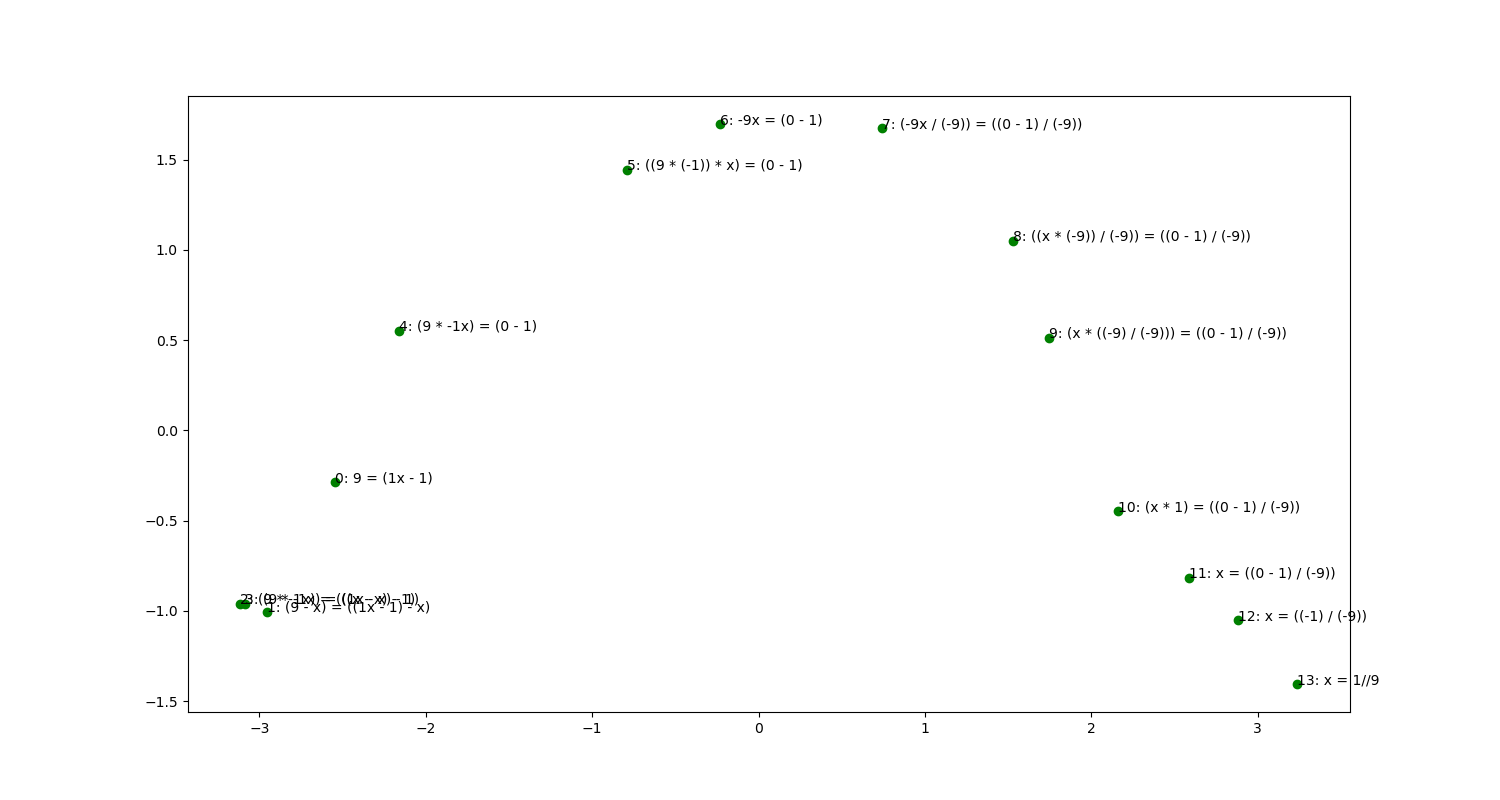 6: -9x = (0 - 1)
7: (-9x / (-9)) = ((0 - 1) / (-9))
5: ((9 * (-1)) * x) = (0 - 1)
8: ((x * (-9)) / (-9)) = ((0 - 1) / (-9))
4: (9 * -1x) = (0 - 1)
9: (x * ((-9) / (-9))) = ((0 - 1) / (-9))
0: 9 = (1x - 1)
10: (x * 1) = ((0 - 1) / (-9))
11: x = ((0 - 1) / (-9))
1: (9 - x) = ((1x - 1) - x)
12: x = ((-1) / (-9))
13: x = 1//9
1.5
1.0
0.5
0.0
−0.5
−1.0
−1.5
−3 −2 −1 0 1 2 3